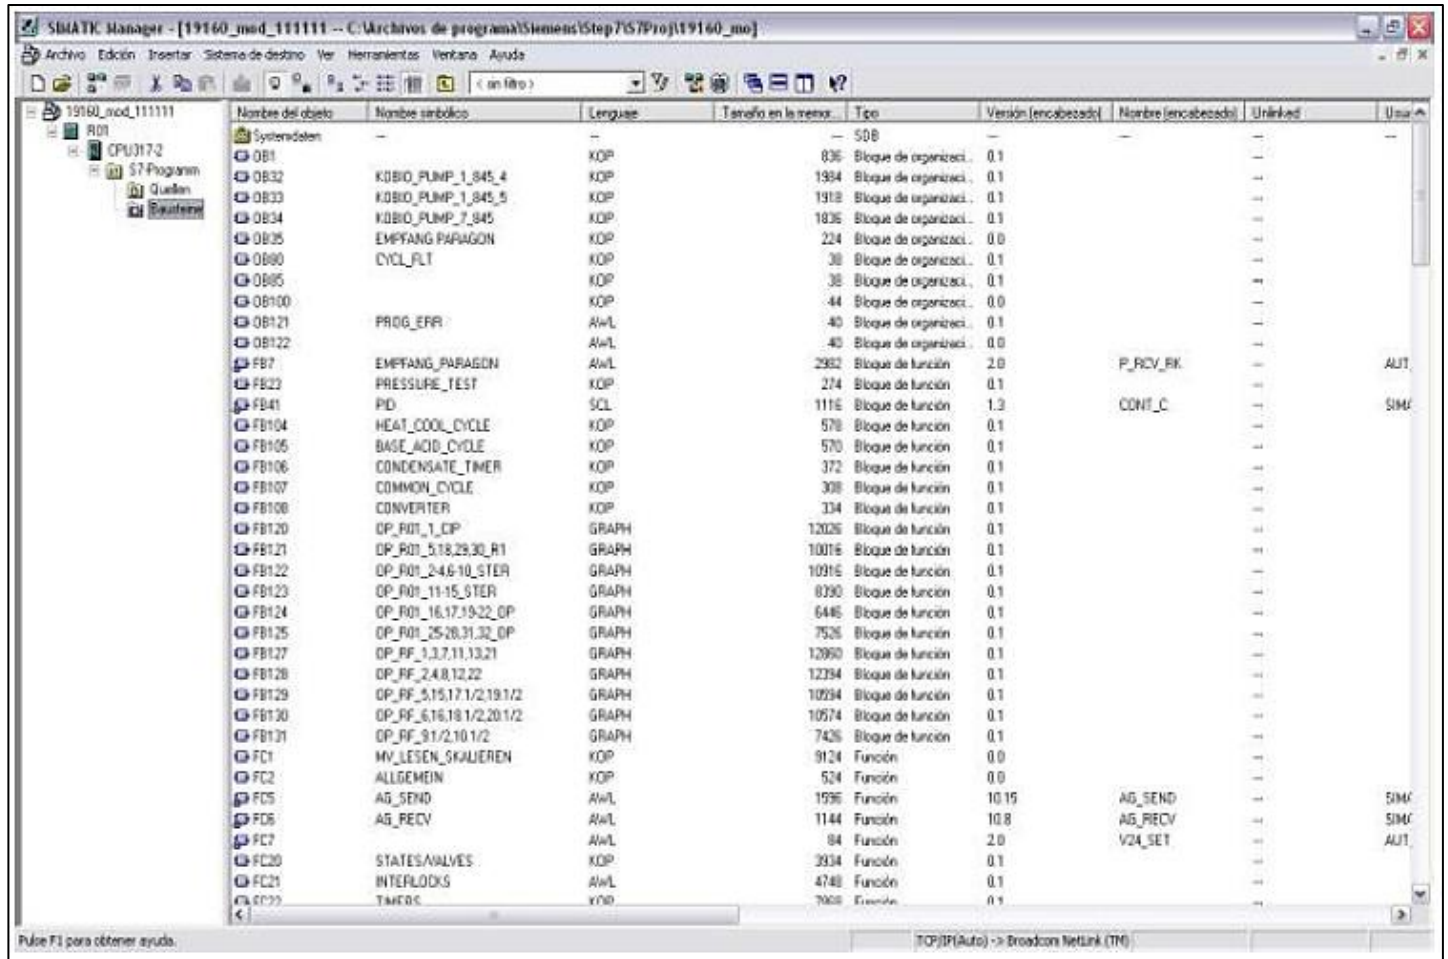 SIMATIC Manager - [19160_mod_111111 -- C:\Archivos de programa\Siemens\Step7\S7Proj\19160_mo]
Archivo Edición Insertar Sistema de destino Ver Herramientas Ventana Ayuda
< sin filtro >
19160_mod_111111
R01
CPU317-2
S7-Programm
Quellen
Bausteine
Nombre del objeto Nombre simbólico Lenguaje Tamaño en la memor... Tipo Versión (encabezado) Nombre (encabezado) Unlinked
Systemdaten -- -- -- SDB -- -- -- --
OB1 KOP 836 Bloque de organizaci... 0.1 --
OB32 KOBIO_PUMP_1_845_4 KOP 1984 Bloque de organizaci... 0.1 --
OB33 KOBIO_PUMP_1_845_5 KOP 1918 Bloque de organizaci... 0.1 --
OB34 KOBIO_PUMP_7_845 KOP 1836 Bloque de organizaci... 0.1 --
OB35 EMPFANG PARAGON KOP 224 Bloque de organizaci... 0.0 --
OB80 CYCL_FLT KOP 38 Bloque de organizaci... 0.1 --
OB85 KOP 38 Bloque de organizaci... 0.1 --
OB100 KOP 44 Bloque de organizaci... 0.0 --
OB121 PROG_ERR AWL 40 Bloque de organizaci... 0.1 --
OB122 AWL 40 Bloque de organizaci... 0.0 --
FB7 EMPFANG_PARAGON AWL 2982 Bloque de función 2.0 P_RCV_RK -- AUT
FB23 PRESSURE_TEST KOP 274 Bloque de función 0.1 --
FB41 PID SCL 1116 Bloque de función 1.3 CONT_C -- SIMA
FB104 HEAT_COOL_CYCLE KOP 578 Bloque de función 0.1 --
FB105 BASE_ACID_CYCLE KOP 570 Bloque de función 0.1 --
FB106 CONDENSATE_TIMER KOP 372 Bloque de función 0.1 --
FB107 COMMON_CYCLE KOP 308 Bloque de función 0.1 --
FB108 CONVERTER KOP 334 Bloque de función 0.1 --
FB120 OP_R01_1_CIP GRAPH 12026 Bloque de función 0.1 --
FB121 OP_R01_5,18,29,30_R1 GRAPH 10016 Bloque de función 0.1 --
FB122 OP_R01_2-4,6-10_STER GRAPH 10916 Bloque de función 0.1 --
FB123 OP_R01_11-15_STER GRAPH 8390 Bloque de función 0.1 --
FB124 OP_R01_16,17,19-22_OP GRAPH 6446 Bloque de función 0.1 --
FB125 OP_R01_25-28,31,32_OP GRAPH 7526 Bloque de función 0.1 --
FB127 OP_RF_1,3,7,11,13,21 GRAPH 12860 Bloque de función 0.1 --
FB128 OP_RF_2,4,8,12,22 GRAPH 12394 Bloque de función 0.1 --
FB129 OP_RF_5,15,17.1/2,19.1/2 GRAPH 10594 Bloque de función 0.1 --
FB130 OP_RF_6,16,18.1/2,20.1/2 GRAPH 10574 Bloque de función 0.1 --
FB131 OP_RF_9.1/2,10.1/2 GRAPH 7426 Bloque de función 0.1 --
FC1 MV_LESEN_SKALIEREN KOP 9124 Función 0.0 --
FC2 ALLGEMEIN KOP 524 Función 0.0 --
FC5 AG_SEND AWL 1596 Función 10.15 AG_SEND -- SIMA
FC6 AG_RECV AWL 1144 Función 10.8 AG_RECV -- SIMA
FC7 AWL 84 Función 2.0 V24_SET -- AUT
FC20 STATES/VALVES KOP 3934 Función 0.1 --
FC21 INTERLOCKS AWL 4748 Función 0.1 --
FC22 TIMERS KOP 7968 Función 0.1 --
Pulse F1 para obtener ayuda. TCP/IP(Auto) -> Broadcom NetLink (TM)